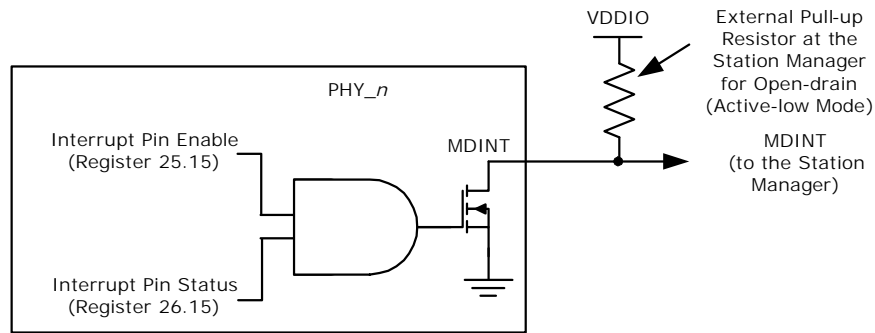 VDDIO
External Pull-up
Resistor at the
Station Manager
for Open-drain
(Active-low Mode)
PHY_n
Interrupt Pin Enable
(Register 25.15)
MDINT
MDINT
(to the Station
Manager)
Interrupt Pin Status
(Register 26.15)